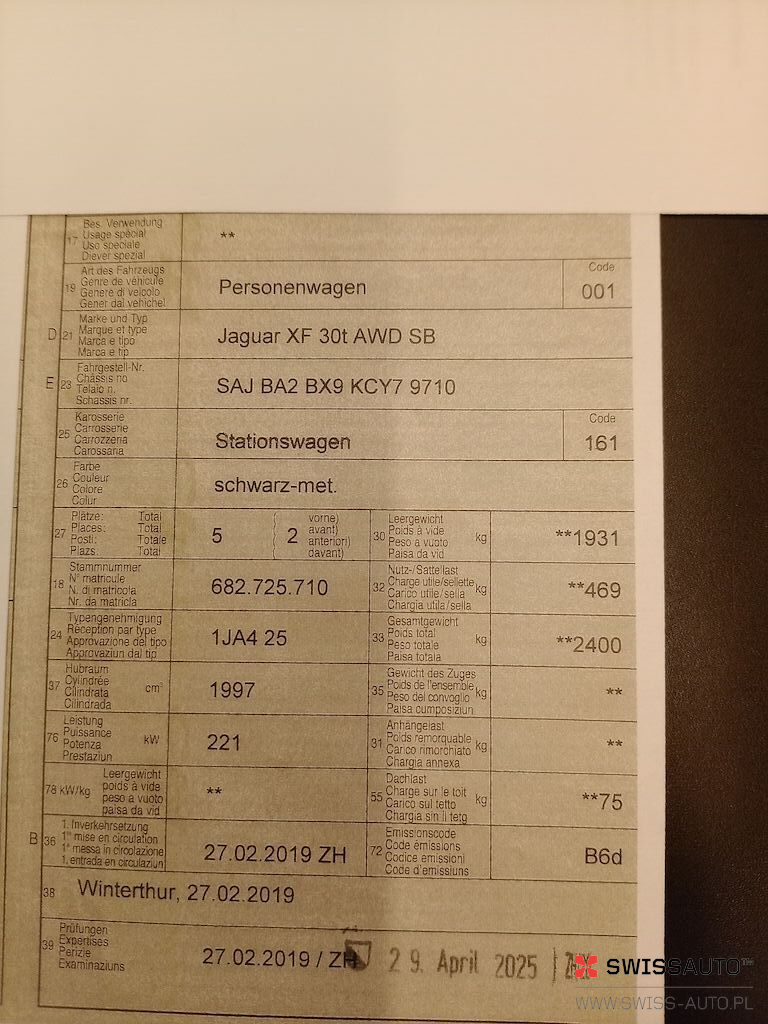 Bes. Verwendung
Usage spécial
Uso speciale
Diever spezial
17
**
Art des Fahrzeugs
Genre de véhicule
Genere di veicolo
Gener dal vehichel
19
Personenwagen
Code
001
D
21
Marke und Typ
Marque et type
Marca e tipo
Marca e tip
Jaguar XF 30t AWD SB
E
23
Fahrgestell-Nr.
Châssis no
Telaio n.
Schassis nr.
SAJ BA2 BX9 KCY7 9710
25
Karosserie
Carrosserie
Carrozzeria
Carossaria
Stationswagen
Code
161
26
Farbe
Couleur
Colore
Colur
schwarz-met.
27
Plätze: Total
Places: Total
Posti: Totale
Plazs: Total
5
2
vorne)
avant)
anteriori)
davant)
30
Leergewicht
Poids à vide
Peso a vuoto
Paisa da vid
kg
**1931
18
Stammnummer
N° matricule
N. di matricola
Nr. da matricla
682.725.710
32
Nutz-/Sattellast
Charge utile/sellette
Carico utile/sella
Chargia utila/sella
kg
**469
24
Typengenehmigung
Réception par type
Approvazione del tipo
Approvaziun dal tip
1JA4 25
33
Gesamtgewicht
Poids total
Peso totale
Paisa totala
kg
**2400
37
Hubraum
Cylindrée
Cilindrata
Cilindrada
cm³
1997
35
Gewicht des Zuges
Poids de l'ensemble
Peso del convoglio
Paisa cumposiziun
kg
**
76
Leistung
Puissance
Potenza
Prestaziun
kW
221
31
Anhängelast
Poids remorquable
Carico rimorchiato
Chargia annexa
kg
**
78 kW/kg
Leergewicht
poids à vide
peso a vuoto
paisa da vid
**
55
Dachlast
Charge sur le toit
Carico sul tetto
Chargia sin il tetg
kg
**75
B
36
1. Inverkehrsetzung
1re mise en circulation
1a messa in circolazione
1. entrada en circulaziun
27.02.2019 ZH
72
Emissionscode
Code émissions
Codice emissioni
Code d'emissiuns
B6d
38
Winterthur, 27.02.2019
39
Prüfungen
Expertises
Perizie
Examinaziuns
27.02.2019 / ZH
29. April 2025
SWISSAUTO™
WWW.SWISS-AUTO.PL